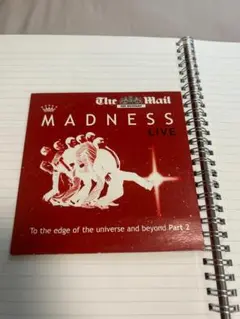 The Mail
MADNESS
LIVE
To the edge of the universe and beyond Part 2